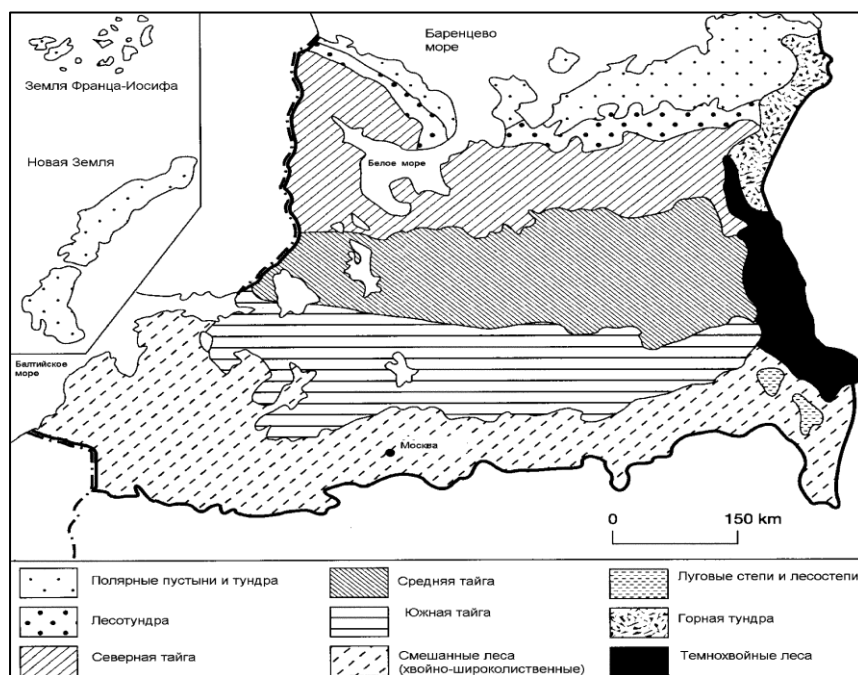 Баренцево
море
Земля Франца-Иосифа
Новая Земля
Белое море
Балтийское
море
Москва
0 150 km
Полярные пустыни и тундра
Средняя тайга
Луговые степи и лесостепи
Лесотундра
Южная тайга
Горная тундра
Северная тайга
Смешанные леса
(хвойно-широколиственные)
Темнохвойные леса